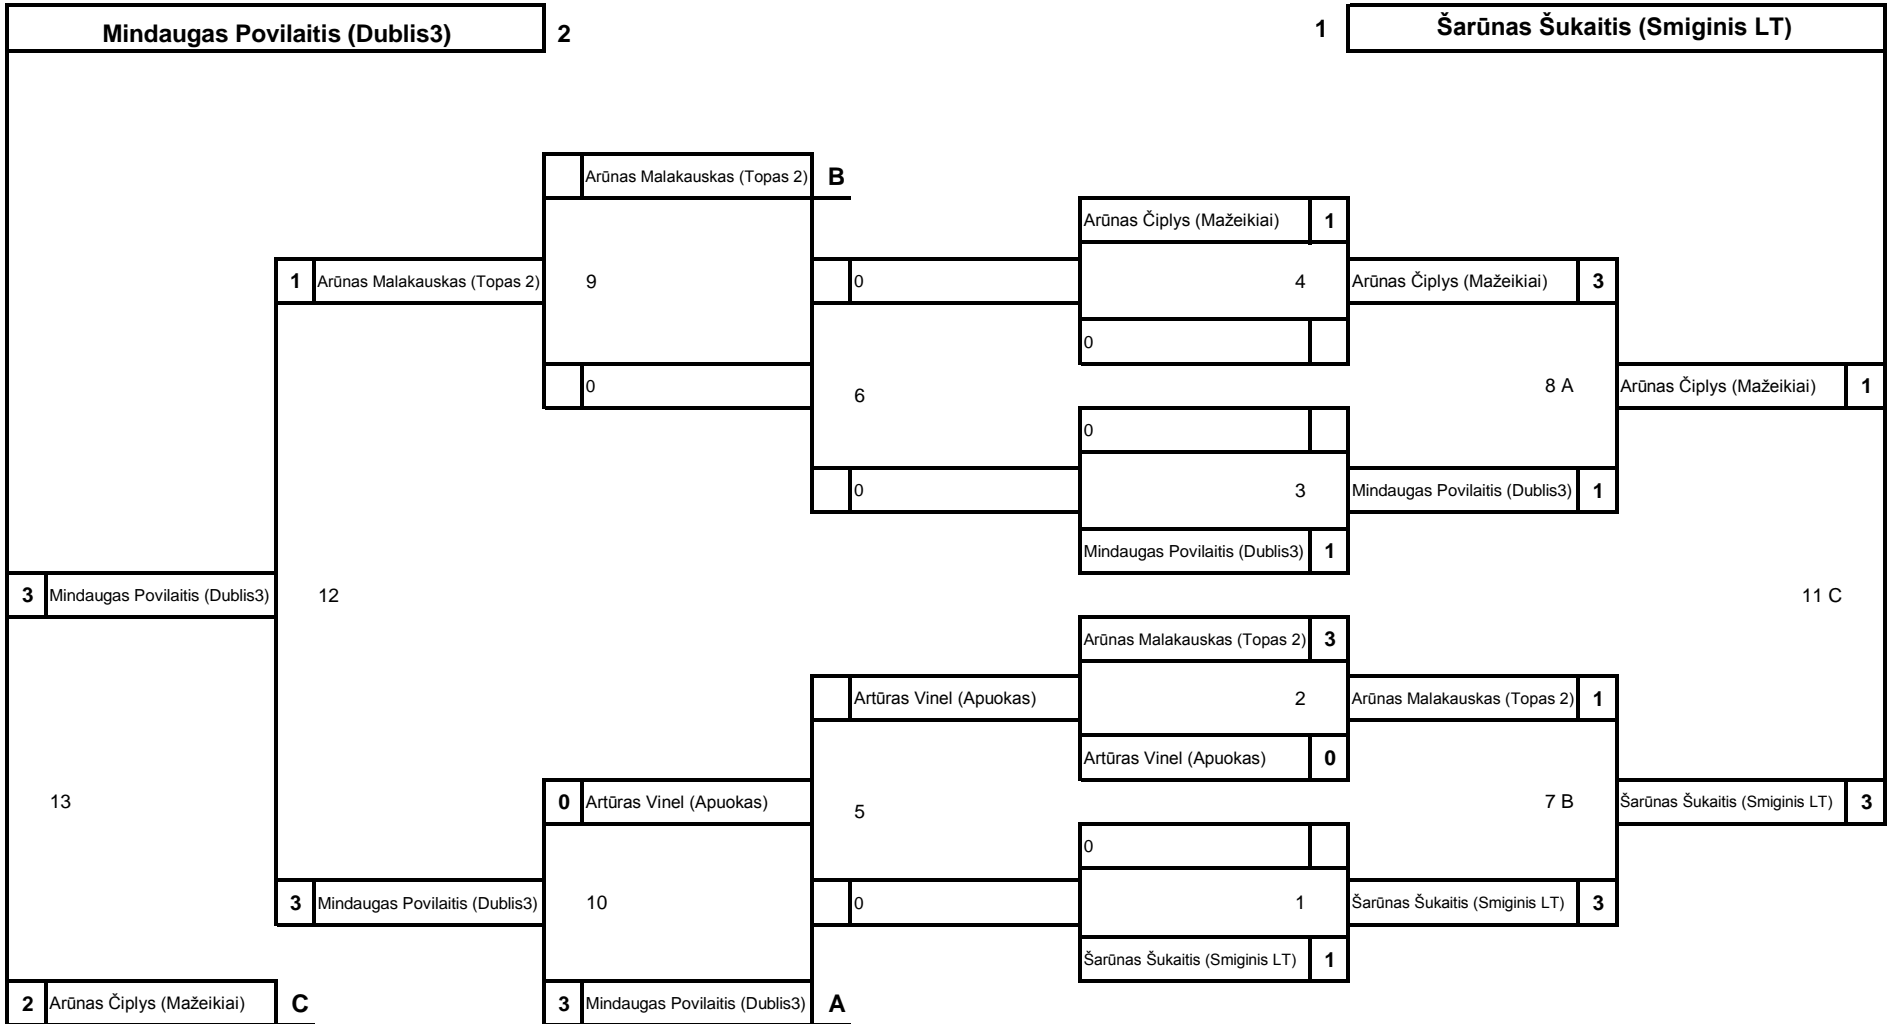 Mindaugas Povilaitis (Dublis3) 2 1 Šarūnas Šukaitis (Smiginis LT)
Arūnas Malakauskas (Topas 2) B
Arūnas Čiplys (Mažeikiai) 1
1 Arūnas Malakauskas (Topas 2) 9 0 4 Arūnas Čiplys (Mažeikiai) 3
0
0 6 8 A Arūnas Čiplys (Mažeikiai) 1
0
0 3 Mindaugas Povilaitis (Dublis3) 1
Mindaugas Povilaitis (Dublis3) 1
3 Mindaugas Povilaitis (Dublis3) 12 11 C
Arūnas Malakauskas (Topas 2) 3
Artūras Vinel (Apuokas) 2 Arūnas Malakauskas (Topas 2) 1
Artūras Vinel (Apuokas) 0
13 0 Artūras Vinel (Apuokas) 5 7 B Šarūnas Šukaitis (Smiginis LT) 3
0
3 Mindaugas Povilaitis (Dublis3) 10 0 1 Šarūnas Šukaitis (Smiginis LT) 3
Šarūnas Šukaitis (Smiginis LT) 1
2 Arūnas Čiplys (Mažeikiai) C 3 Mindaugas Povilaitis (Dublis3) A